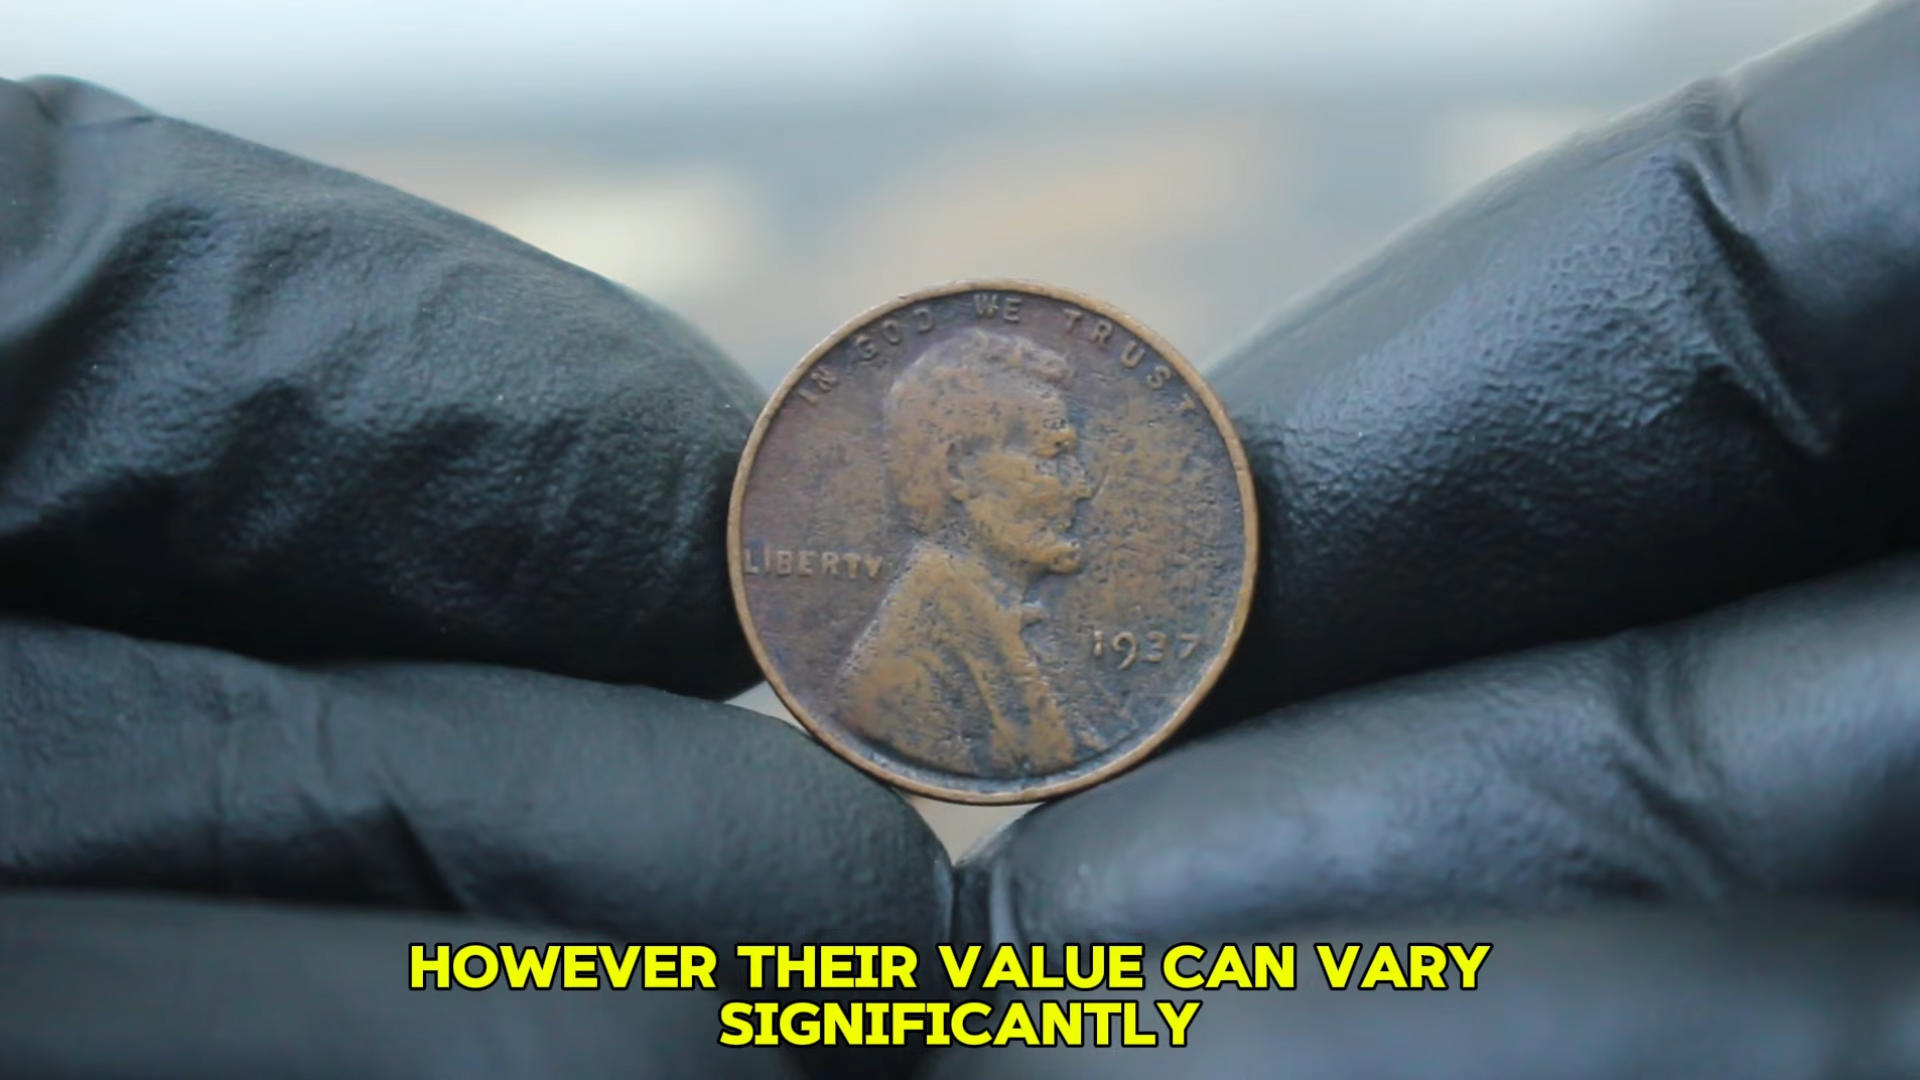 IN GOD WE TRUST
LIBERTY
1937
HOWEVER THEIR VALUE CAN VARY
SIGNIFICANTLY